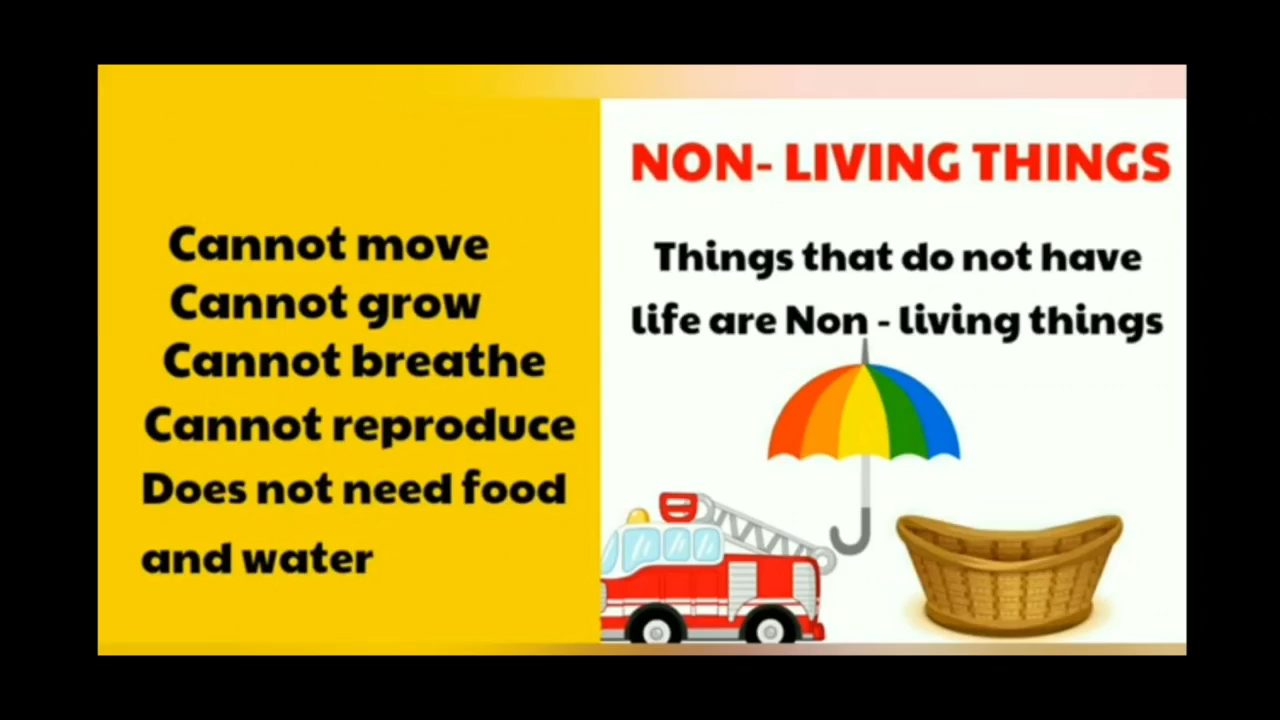 Cannot move
Cannot grow
Cannot breathe
Cannot reproduce
Does not need food
and water
NON- LIVING THINGS
Things that do not have
life are Non - living things